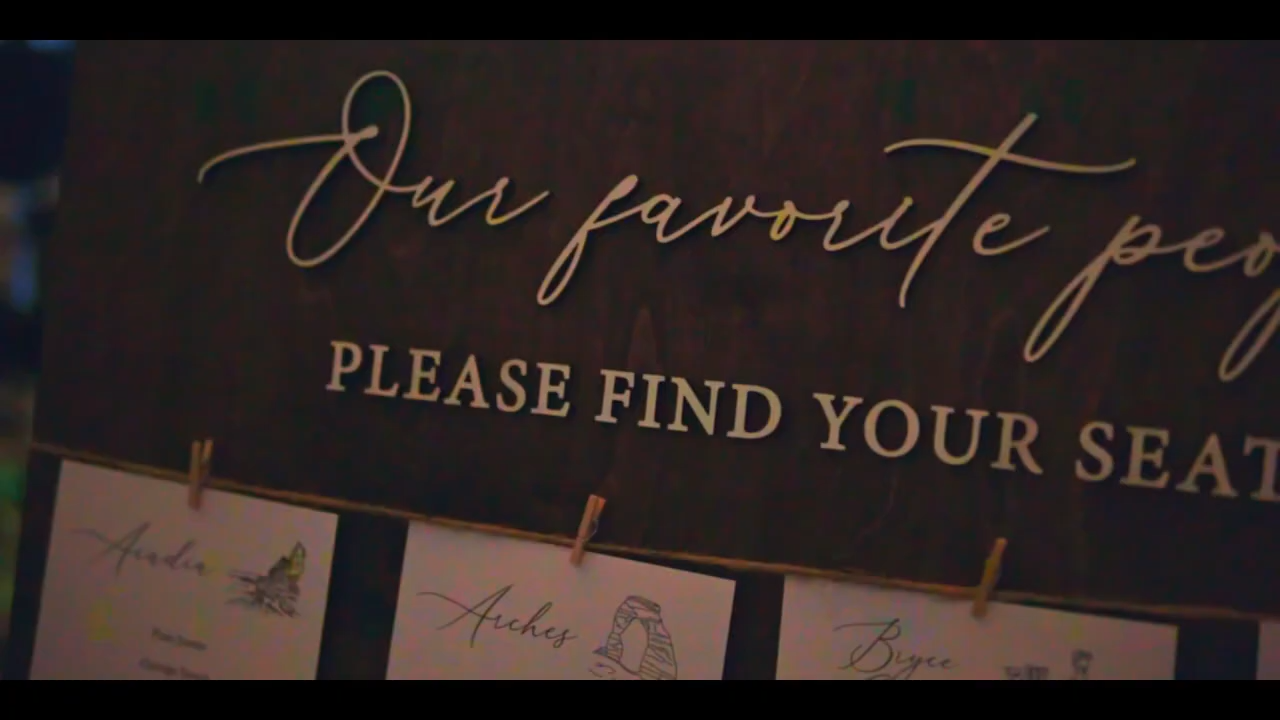 Our favorite peo
PLEASE FIND YOUR SEAT
Acadia
Arches
Bryce